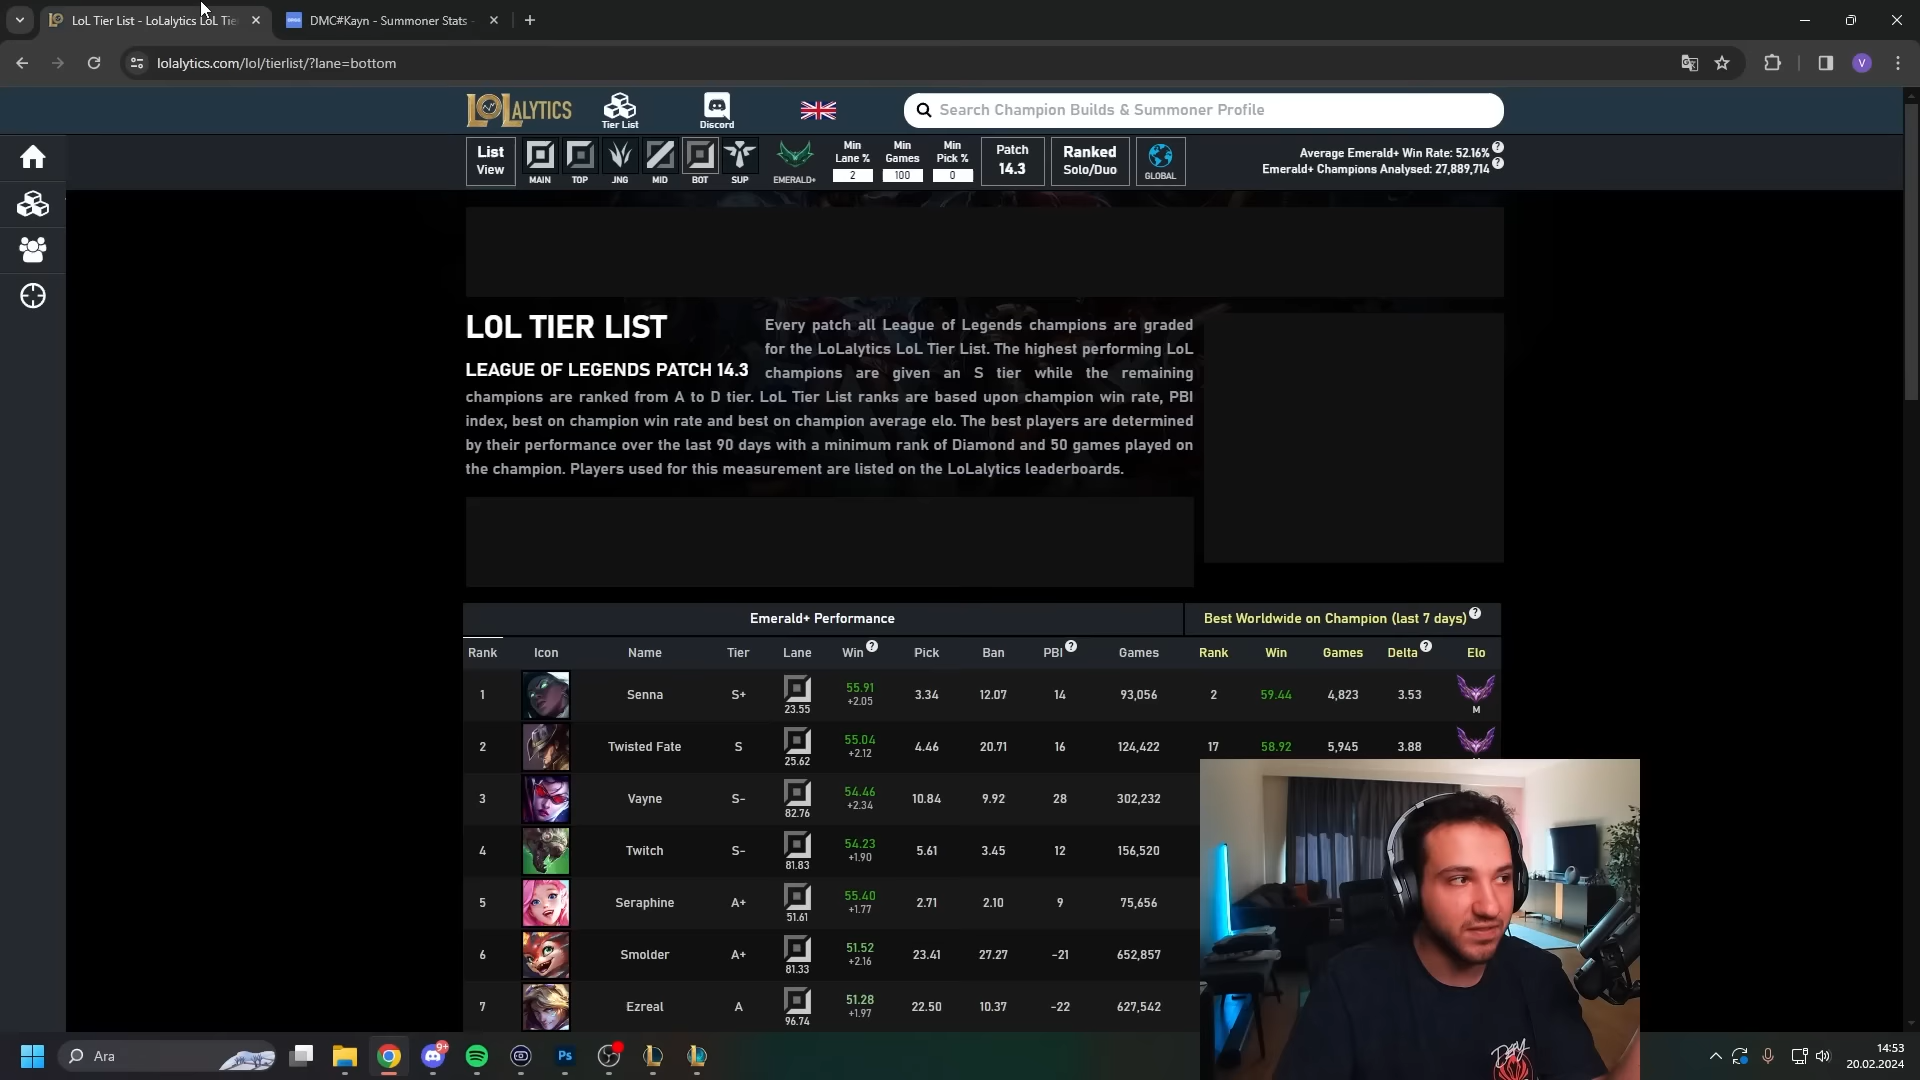 LoL Tier List - LoLalytics LoL Tie
DMC#Kayn - Summoner Stats -
lolalytics.com/lol/tierlist/?lane=bottom
V
LOLALYTICS
Tier List
Discord
Search Champion Builds & Summoner Profile
List
View
MAIN
TOP
JNG
MID
BOT
SUP
EMERALD+
Min
Lane %
2
Min
Games
100
Min
Pick %
0
Patch
14.3
Ranked
Solo/Duo
GLOBAL
Average Emerald+ Win Rate: 52.16% ?
Emerald+ Champions Analysed: 27,889,714 ?
LOL TIER LIST
LEAGUE OF LEGENDS PATCH 14.3
Every patch all League of Legends champions are graded
for the LoLalytics LoL Tier List. The highest performing LoL
champions are given an S tier while the remaining
champions are ranked from A to D tier. LoL Tier List ranks are based upon champion win rate, PBI
index, best on champion win rate and best on champion average elo. The best players are determined
by their performance over the last 90 days with a minimum rank of Diamond and 50 games played on
the champion. Players used for this measurement are listed on the LoLalytics leaderboards.
Emerald+ Performance
Best Worldwide on Champion (last 7 days) ?
Rank Icon Name Tier Lane Win ? Pick Ban PBI ? Games Rank Win Games Delta ? Elo
1 Senna S+ 23.55 55.91 +2.05 3.34 12.07 14 93,056 2 59.44 4,823 3.53 M
2 Twisted Fate S 25.62 55.04 +2.12 4.46 20.71 16 124,422 17 58.92 5,945 3.88
3 Vayne S- 82.76 54.46 +2.34 10.84 9.92 28 302,232
4 Twitch S- 81.83 54.23 +1.90 5.61 3.45 12 156,520
5 Seraphine A+ 51.61 55.40 +1.77 2.71 2.10 9 75,656
6 Smolder A+ 81.33 51.52 +2.16 23.41 27.27 -21 652,857
7 Ezreal A 96.74 51.28 +1.97 22.50 10.37 -22 627,542
DAY
Ara
9+
Ps
14:53
20.02.2024